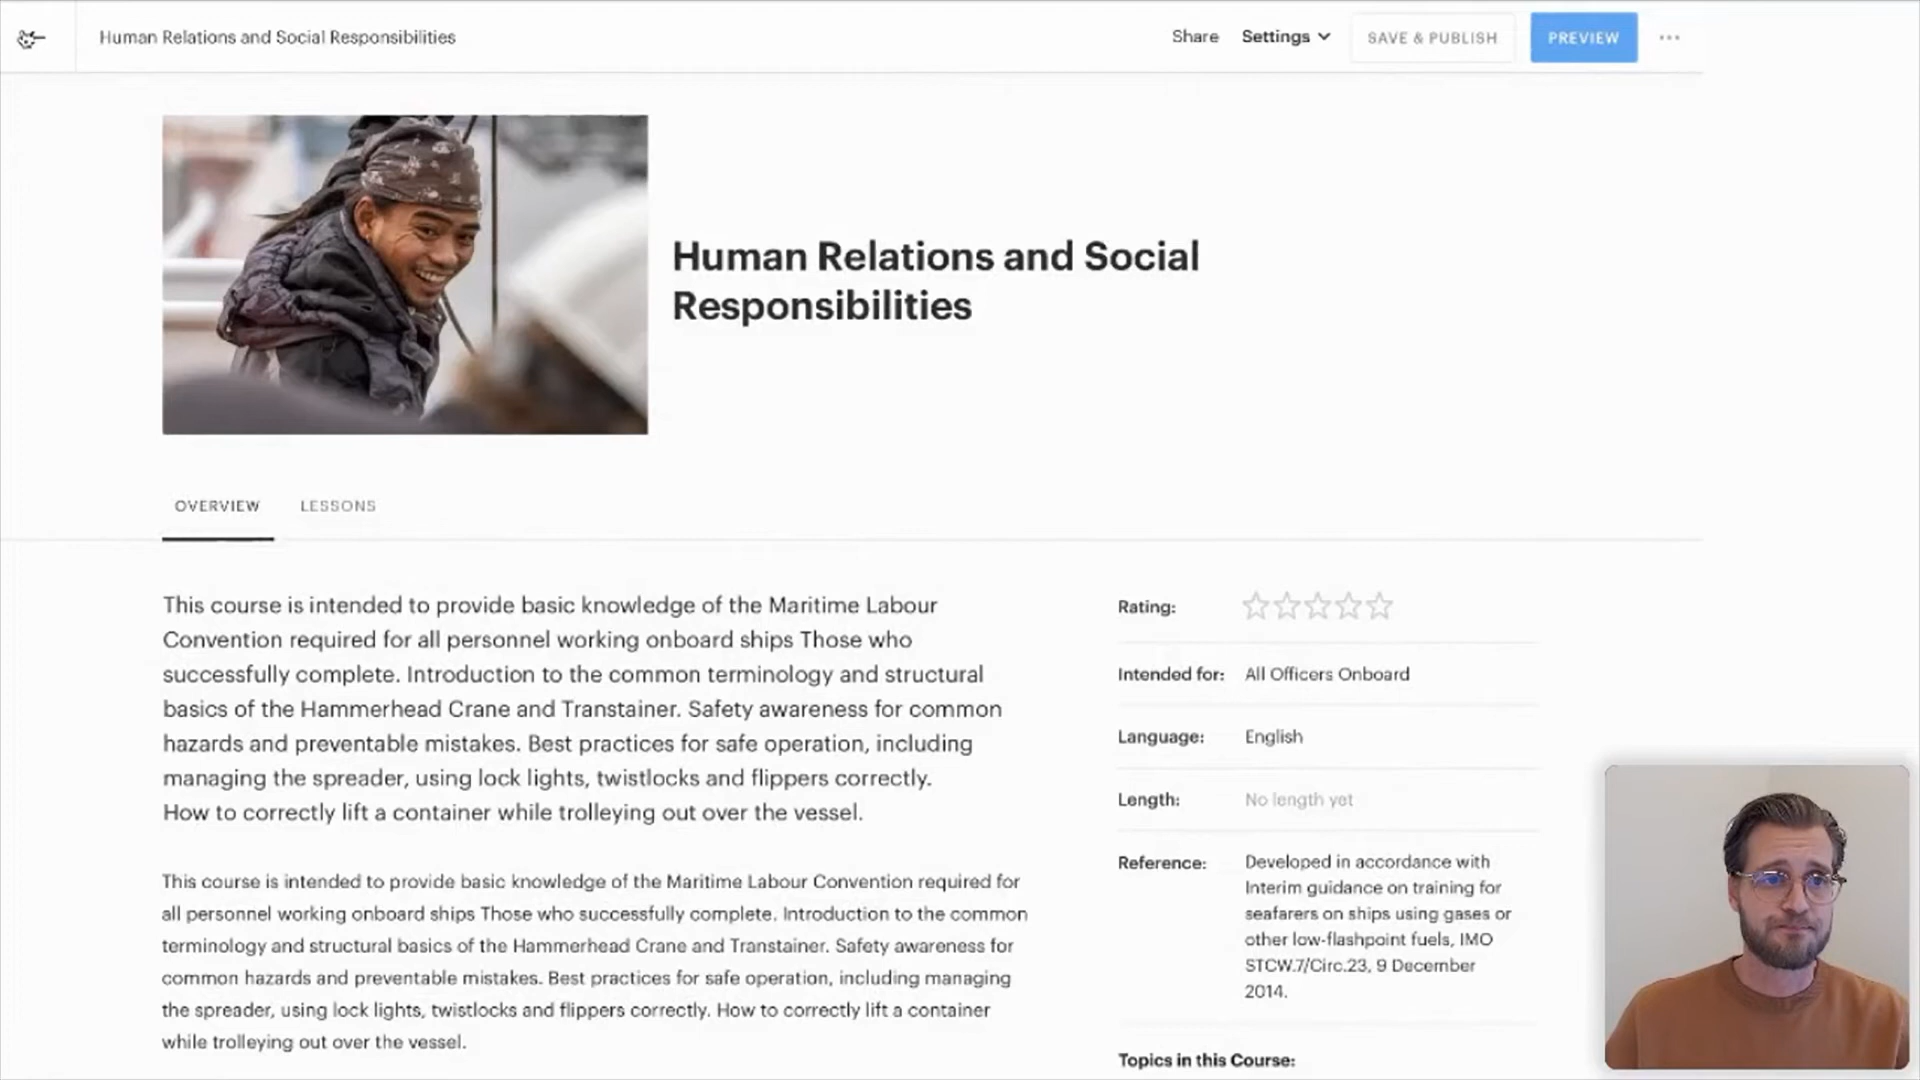 Human Relations and Social Responsibilities
Share
Settings
SAVE & PUBLISH
PREVIEW
Human Relations and Social
Responsibilities
OVERVIEW
LESSONS
This course is intended to provide basic knowledge of the Maritime Labour
Convention required for all personnel working onboard ships Those who
successfully complete. Introduction to the common terminology and structural
basics of the Hammerhead Crane and Transtainer. Safety awareness for common
hazards and preventable mistakes. Best practices for safe operation, including
managing the spreader, using lock lights, twistlocks and flippers correctly.
How to correctly lift a container while trolleying out over the vessel.
This course is intended to provide basic knowledge of the Maritime Labour Convention required for
all personnel working onboard ships Those who successfully complete. Introduction to the common
terminology and structural basics of the Hammerhead Crane and Transtainer. Safety awareness for
common hazards and preventable mistakes. Best practices for safe operation, including managing
the spreader, using lock lights, twistlocks and flippers correctly. How to correctly lift a container
while trolleying out over the vessel.
Rating:
Intended for: All Officers Onboard
Language: English
Length: No length yet
Reference: Developed in accordance with
Interim guidance on training for
seafarers on ships using gases or
other low-flashpoint fuels, IMO
STCW.7/Circ.23, 9 December
2014.
Topics in this Course: